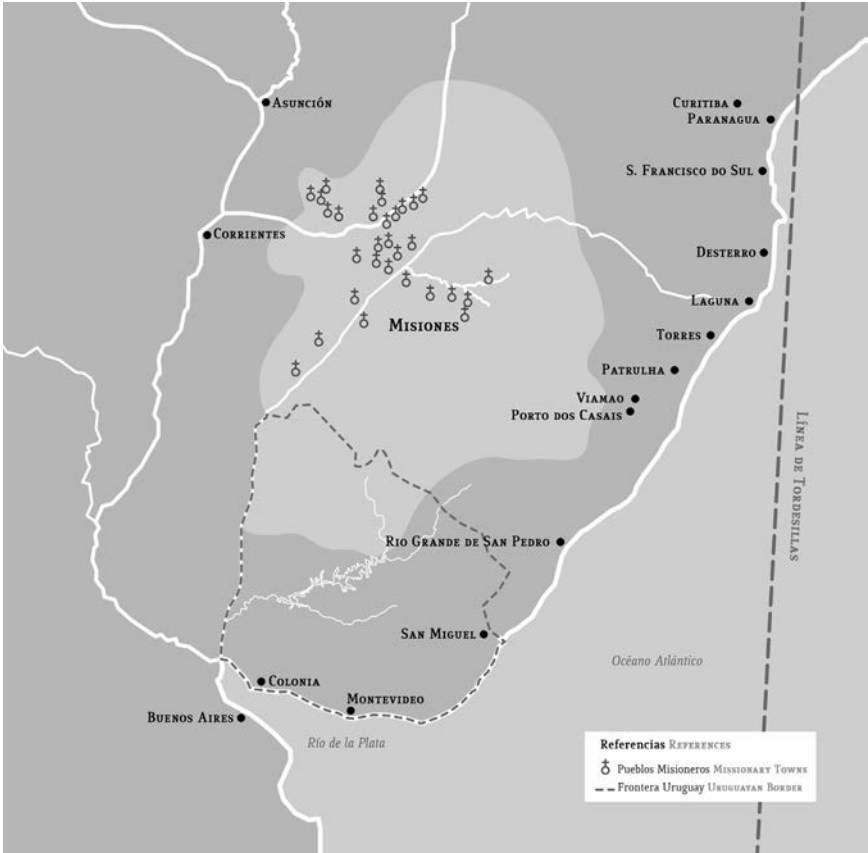 Asunción
Curitiba
Paranagua
S. Francisco do Sul
Corrientes
Desterro
Laguna
Misiones
Torres
Patrulha
Viamao
Porto dos Casais
Línea de Tordesillas
Rio Grande de San Pedro
San Miguel
Océano Atlántico
Colonia
Montevideo
Buenos Aires
Río de la Plata
Referencias References
Pueblos Misioneros Missionary Towns
Frontera Uruguay Uruguayan Border